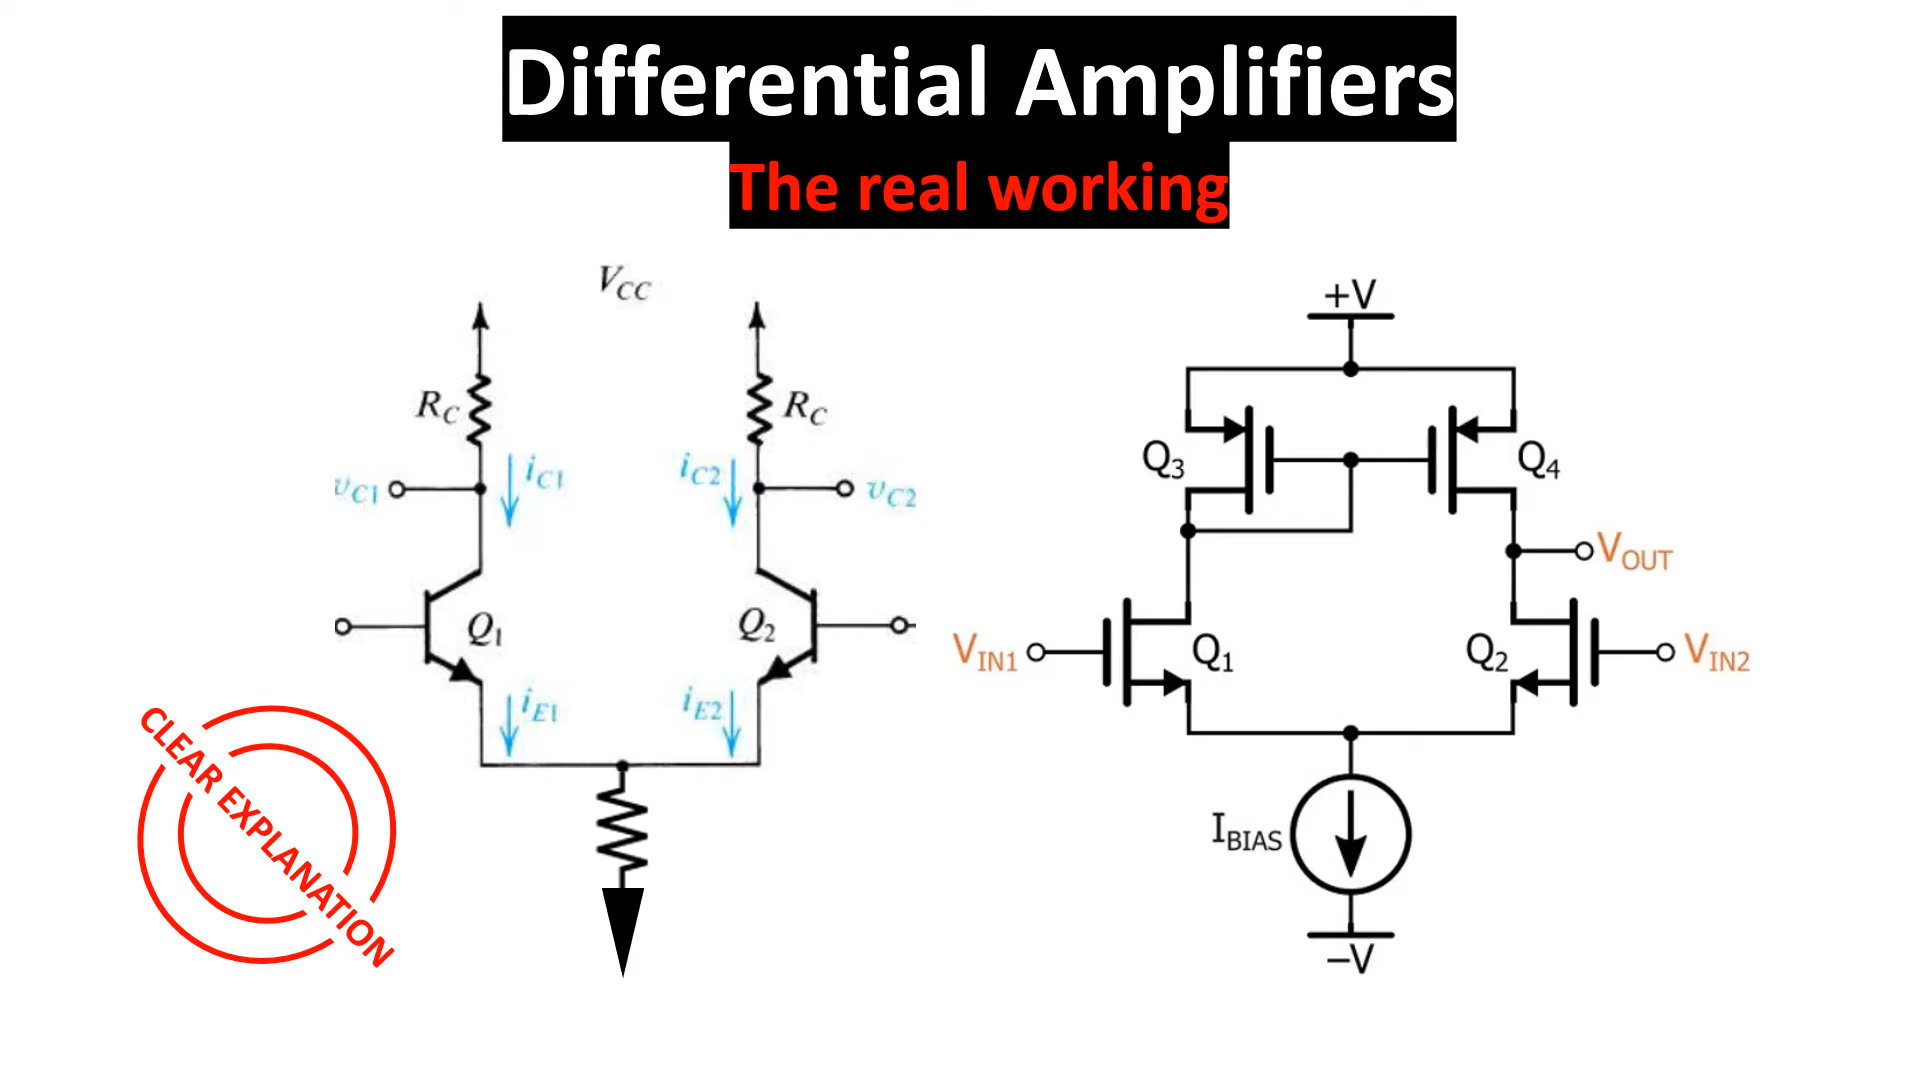 Differential Amplifiers
The real working
VCC
RC
RC
iC1
iC2
vC1
vC2
Q1
Q2
iE1
iE2
CLEAR EXPLANATION
+V
Q3
Q4
VOUT
VIN1
Q1
Q2
VIN2
IBIAS
–V